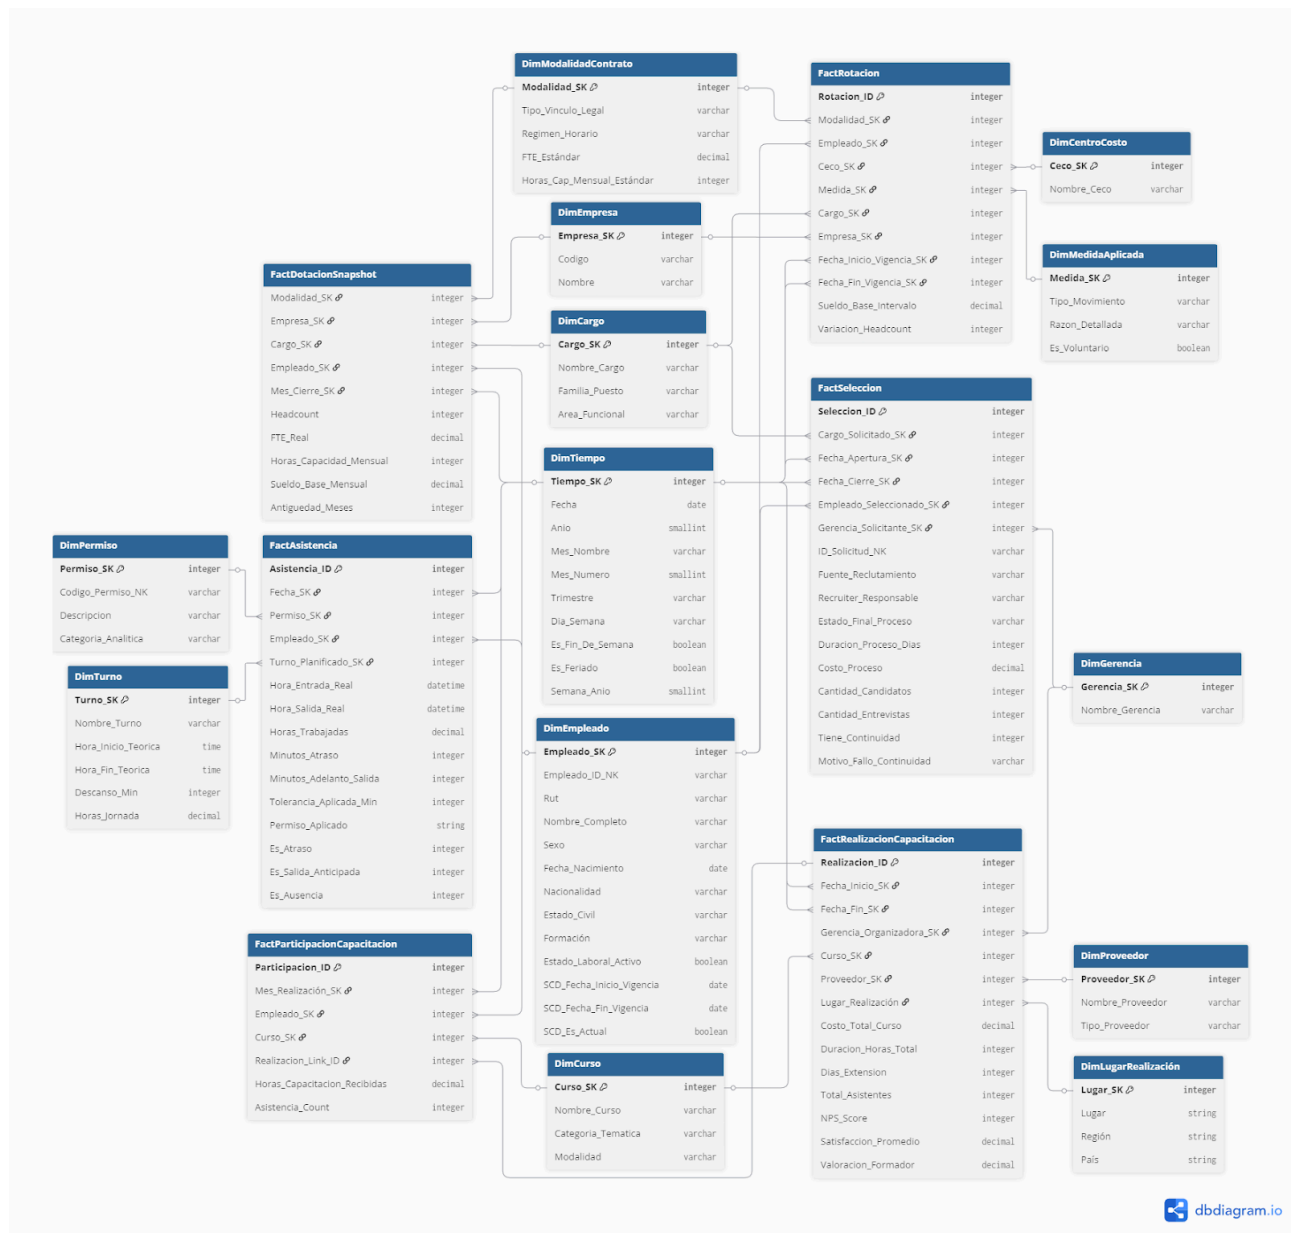 DimModalidadContrato
Modalidad_SK integer
Tipo_Vinculo_Legal varchar
Regimen_Horario varchar
FTE_Estándar decimal
Horas_Cap_Mensual_Estándar integer
FactRotacion
Rotacion_ID integer
Modalidad_SK integer
Empleado_SK integer
Ceco_SK integer
Medida_SK integer
Cargo_SK integer
Empresa_SK integer
Fecha_Inicio_Vigencia_SK integer
Fecha_Fin_Vigencia_SK integer
Sueldo_Base_Intervalo decimal
Variacion_Headcount integer
DimCentroCosto
Ceco_SK integer
Nombre_Ceco varchar
DimEmpresa
Empresa_SK integer
Codigo varchar
Nombre varchar
DimMedidaAplicada
Medida_SK integer
Tipo_Movimiento varchar
Razon_Detallada varchar
Es_Voluntario boolean
FactDotacionSnapshot
Modalidad_SK integer
Empresa_SK integer
Cargo_SK integer
Empleado_SK integer
Mes_Cierre_SK integer
Headcount integer
FTE_Real decimal
Horas_Capacidad_Mensual integer
Sueldo_Base_Mensual decimal
Antiguedad_Meses integer
DimCargo
Cargo_SK integer
Nombre_Cargo varchar
Familia_Puesto varchar
Area_Funcional varchar
FactSeleccion
Seleccion_ID integer
Cargo_Solicitado_SK integer
Fecha_Apertura_SK integer
Fecha_Cierre_SK integer
Empleado_Seleccionado_SK integer
Gerencia_Solicitante_SK integer
ID_Solicitud_NK varchar
Fuente_Reclutamiento varchar
Recruiter_Responsable varchar
Estado_Final_Proceso varchar
Duracion_Proceso_Dias integer
Costo_Proceso decimal
Cantidad_Candidatos integer
Cantidad_Entrevistas integer
Tiene_Continuidad integer
Motivo_Fallo_Continuidad varchar
DimTiempo
Tiempo_SK integer
Fecha date
Anio smallint
Mes_Nombre varchar
Mes_Numero smallint
Trimestre varchar
Dia_Semana varchar
Es_Fin_De_Semana boolean
Es_Feriado boolean
Semana_Anio smallint
DimPermiso
Permiso_SK integer
Codigo_Permiso_NK varchar
Descripcion varchar
Categoria_Analitica varchar
FactAsistencia
Asistencia_ID integer
Fecha_SK integer
Permiso_SK integer
Empleado_SK integer
Turno_Planificado_SK integer
Hora_Entrada_Real datetime
Hora_Salida_Real datetime
Horas_Trabajadas decimal
Minutos_Atraso integer
Minutos_Adelanto_Salida integer
Tolerancia_Aplicada_Min integer
Permiso_Aplicado string
Es_Atraso integer
Es_Salida_Anticipada integer
Es_Ausencia integer
DimTurno
Turno_SK integer
Nombre_Turno varchar
Hora_Inicio_Teorica time
Hora_Fin_Teorica time
Descanso_Min integer
Horas_Jornada decimal
DimGerencia
Gerencia_SK integer
Nombre_Gerencia varchar
DimEmpleado
Empleado_SK integer
Empleado_ID_NK varchar
Rut varchar
Nombre_Completo varchar
Sexo varchar
Fecha_Nacimiento date
Nacionalidad varchar
Estado_Civil varchar
Formación varchar
Estado_Laboral_Activo boolean
SCD_Fecha_Inicio_Vigencia date
SCD_Fecha_Fin_Vigencia date
SCD_Es_Actual boolean
FactRealizacionCapacitacion
Realizacion_ID integer
Fecha_Inicio_SK integer
Fecha_Fin_SK integer
Gerencia_Organizadora_SK integer
Curso_SK integer
Proveedor_SK integer
Lugar_Realización integer
Costo_Total_Curso decimal
Duracion_Horas_Total integer
Dias_Extension integer
Total_Asistentes integer
NPS_Score integer
Satisfaccion_Promedio decimal
Valoracion_Formador decimal
FactParticipacionCapacitacion
Participacion_ID integer
Mes_Realización_SK integer
Empleado_SK integer
Curso_SK integer
Realizacion_Link_ID integer
Horas_Capacitacion_Recibidas decimal
Asistencia_Count integer
DimProveedor
Proveedor_SK integer
Nombre_Proveedor varchar
Tipo_Proveedor varchar
DimCurso
Curso_SK integer
Nombre_Curso varchar
Categoria_Tematica varchar
Modalidad varchar
DimLugarRealización
Lugar_SK integer
Lugar string
Región string
País string
dbdiagram.io